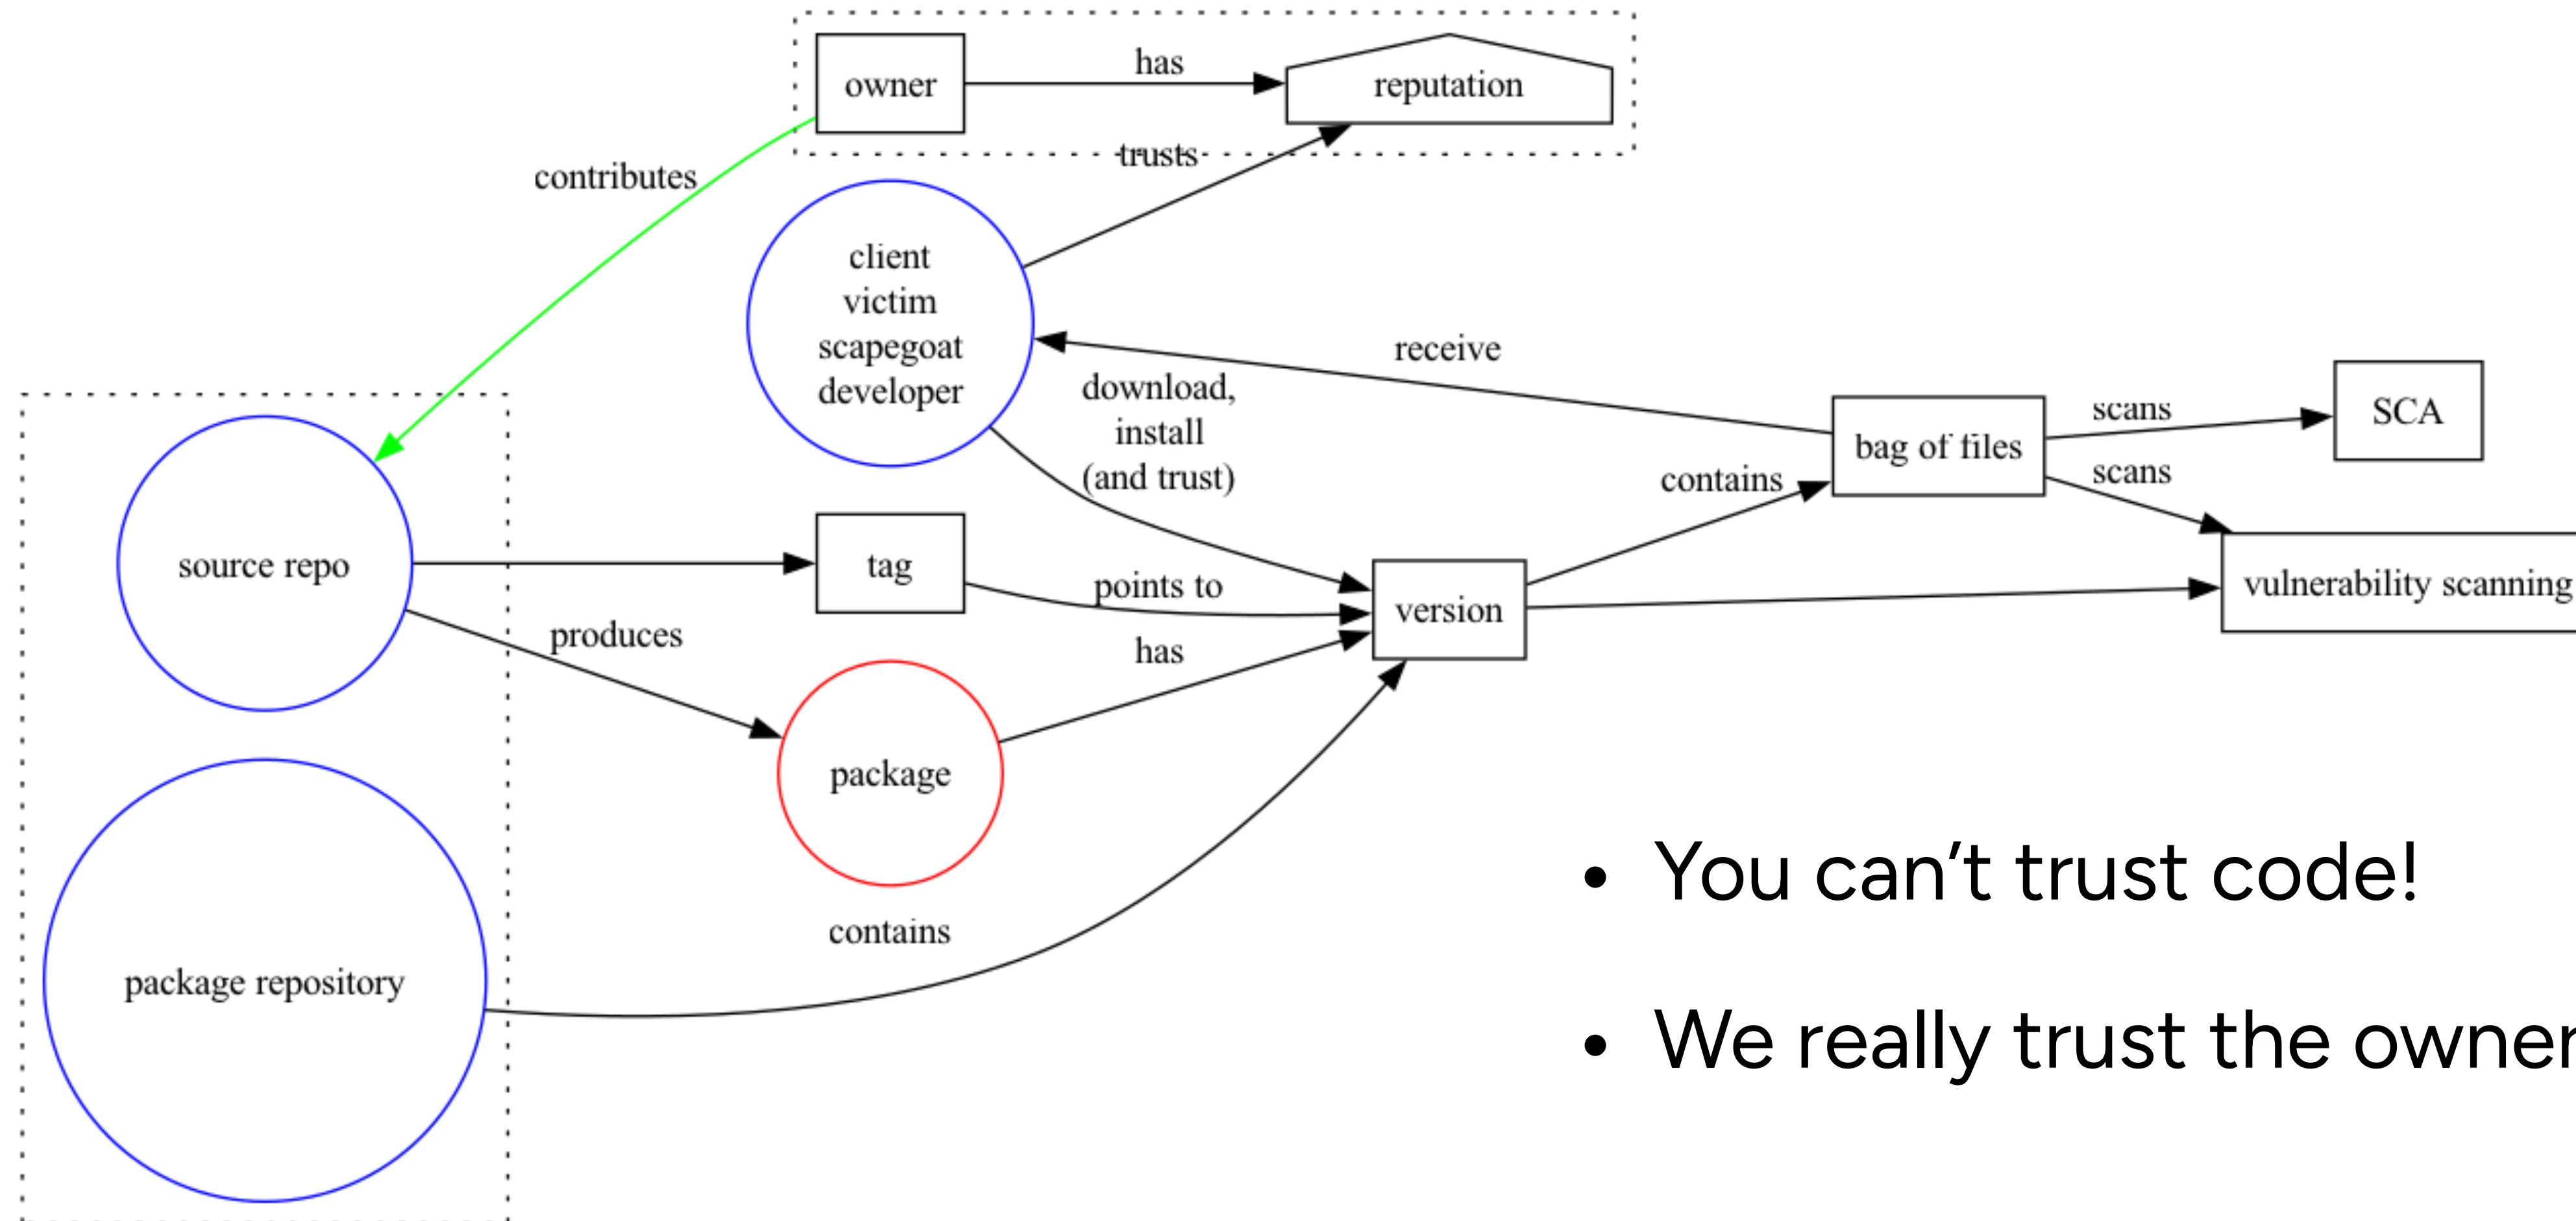 has
owner
reputation
trusts
contributes
client
victim
scapegoat
developer
receive
download,
install
(and trust)
scans
SCA
bag of files
scans
contains
source repo
tag
points to
version
vulnerability scanning
produces
has
package
contains
package repository
• You can’t trust code!
• We really trust the owner